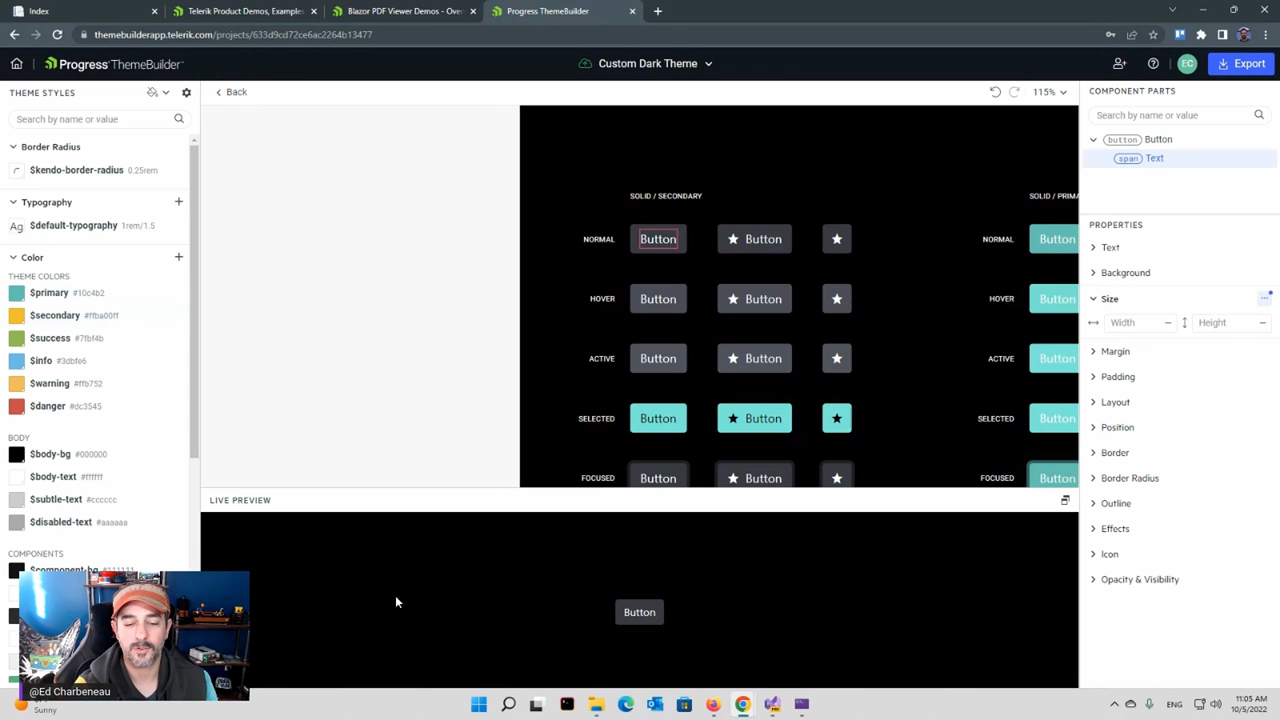 Index
Telerik Product Demos, Examples
Blazor PDF Viewer Demos - Over
Progress ThemeBuilder
themebuilderapp.telerik.com/projects/633d9cd72ce6ac2264b13477
Progress ThemeBuilder
Custom Dark Theme
EC
Export
THEME STYLES
Back
115%
COMPONENT PARTS
Search by name or value
Search by name or value
Border Radius
button Button
$kendo-border-radius 0.25rem
span Text
Typography
Ag $default-typography 1rem/1.5
Color
THEME COLORS
$primary #10c4b2
$secondary #ffba00ff
$success #7fbf4b
$info #3dbfe6
$warning #ffb752
$danger #dc3545
BODY
$body-bg #000000
$body-text #ffffff
$subtle-text #cccccc
$disabled-text #aaaaaa
COMPONENTS
$component-bg #111111
SOLID / SECONDARY
SOLID / PRIMA
NORMAL Button Button NORMAL Button
HOVER Button Button HOVER Button
ACTIVE Button Button ACTIVE Button
SELECTED Button Button SELECTED Button
FOCUSED Button Button FOCUSED Button
LIVE PREVIEW
Button
PROPERTIES
Text
Background
Size
Width
Height
Margin
Padding
Layout
Position
Border
Border Radius
Outline
Effects
Icon
Opacity & Visibility
@Ed Charbeneau
Sunny
ENG
11:05 AM
10/5/2022